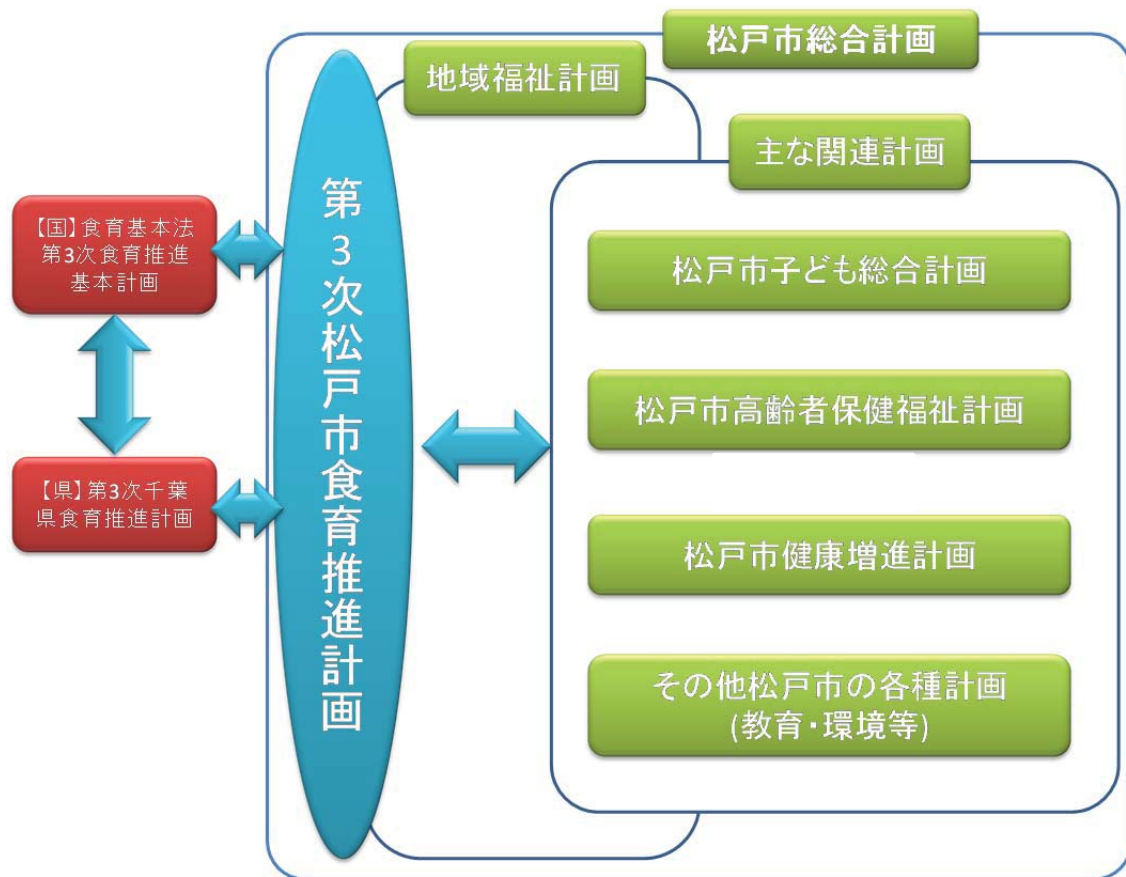 松戸市総合計画
地域福祉計画
主な関連計画
【国】食育基本法
第3次食育推進
基本計画
【県】第3次千葉
県食育推進計画
第3次松戸市食育推進計画
松戸市子ども総合計画
松戸市高齢者保健福祉計画
松戸市健康増進計画
その他松戸市の各種計画
(教育・環境等)